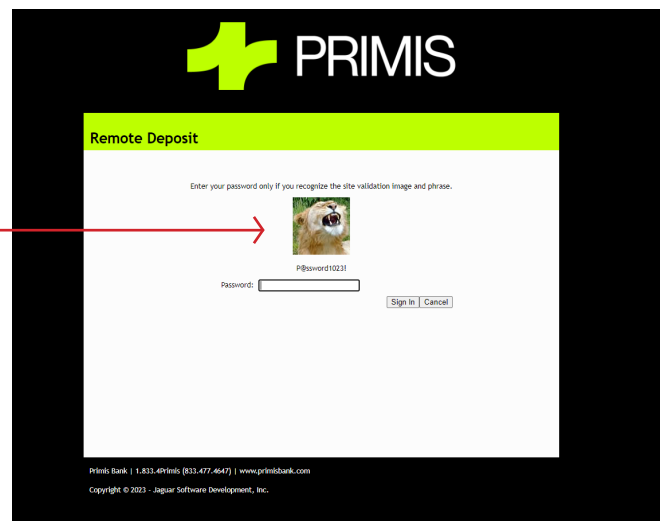 PRIMIS
Remote Deposit
Enter your password only if you recognize the site validation image and phrase.
P@ssword1023!
Password:
Sign In Cancel
Primis Bank | 1.833.4Primis (833.477.4647) | www.primisbank.com
Copyright © 2023 - Jaguar Software Development, Inc.